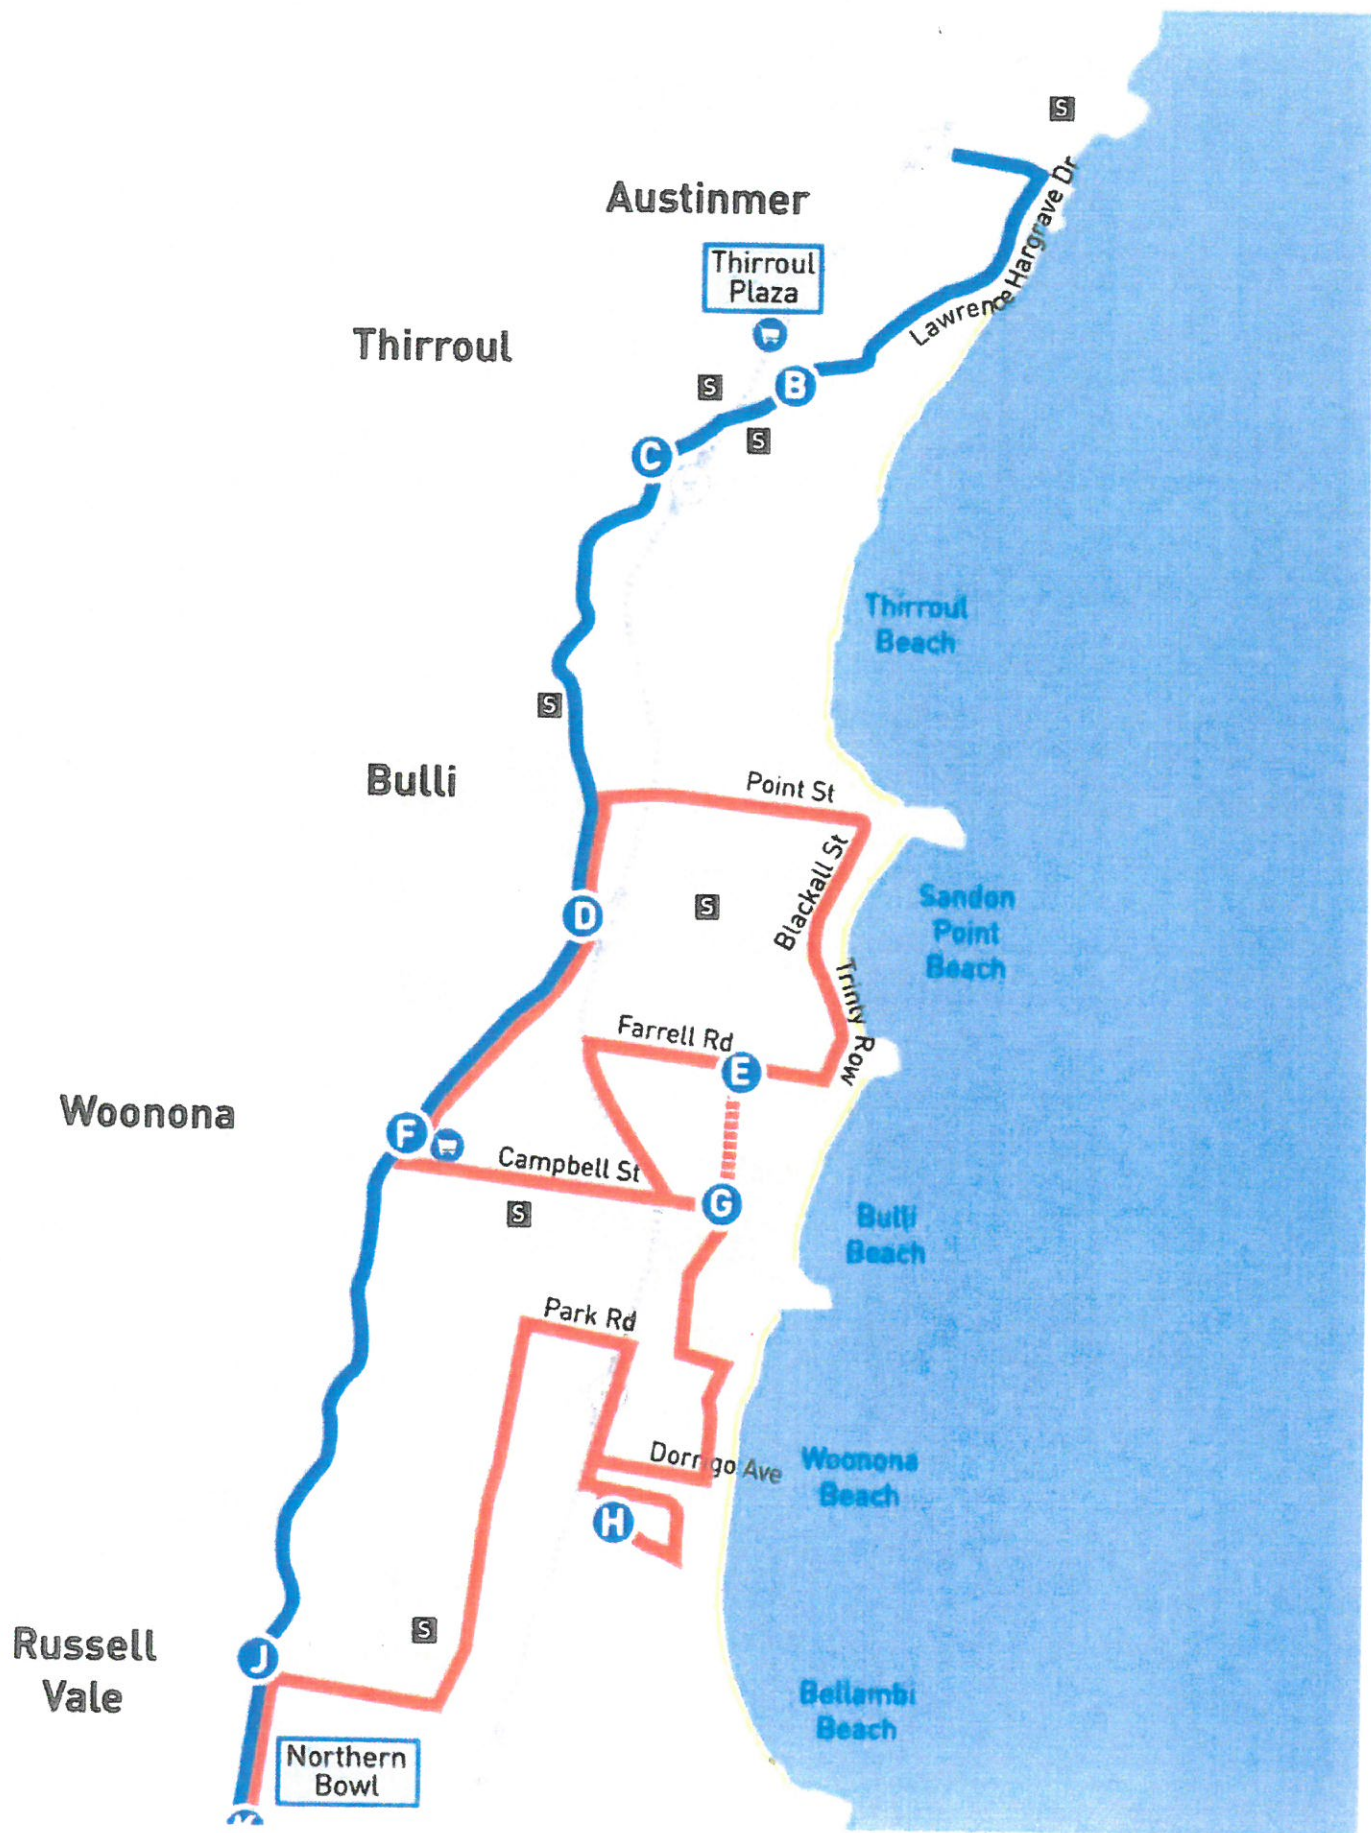 S
Austinmer
Lawrence Hargrave Dr
Thirroul
Plaza
Thirroul
B
S
S
C
Thirroul
Beach
S
Bulli
Point St
Blackall St
S
D
Sandon
Point
Beach
Trinty Row
Farrell Rd
E
Woonona
F
Campbell St
S
G
Bulli
Beach
Park Rd
Dorrigo Ave
Woonona
Beach
H
S
Russell
Vale
J
Bellambi
Beach
Northern
Bowl